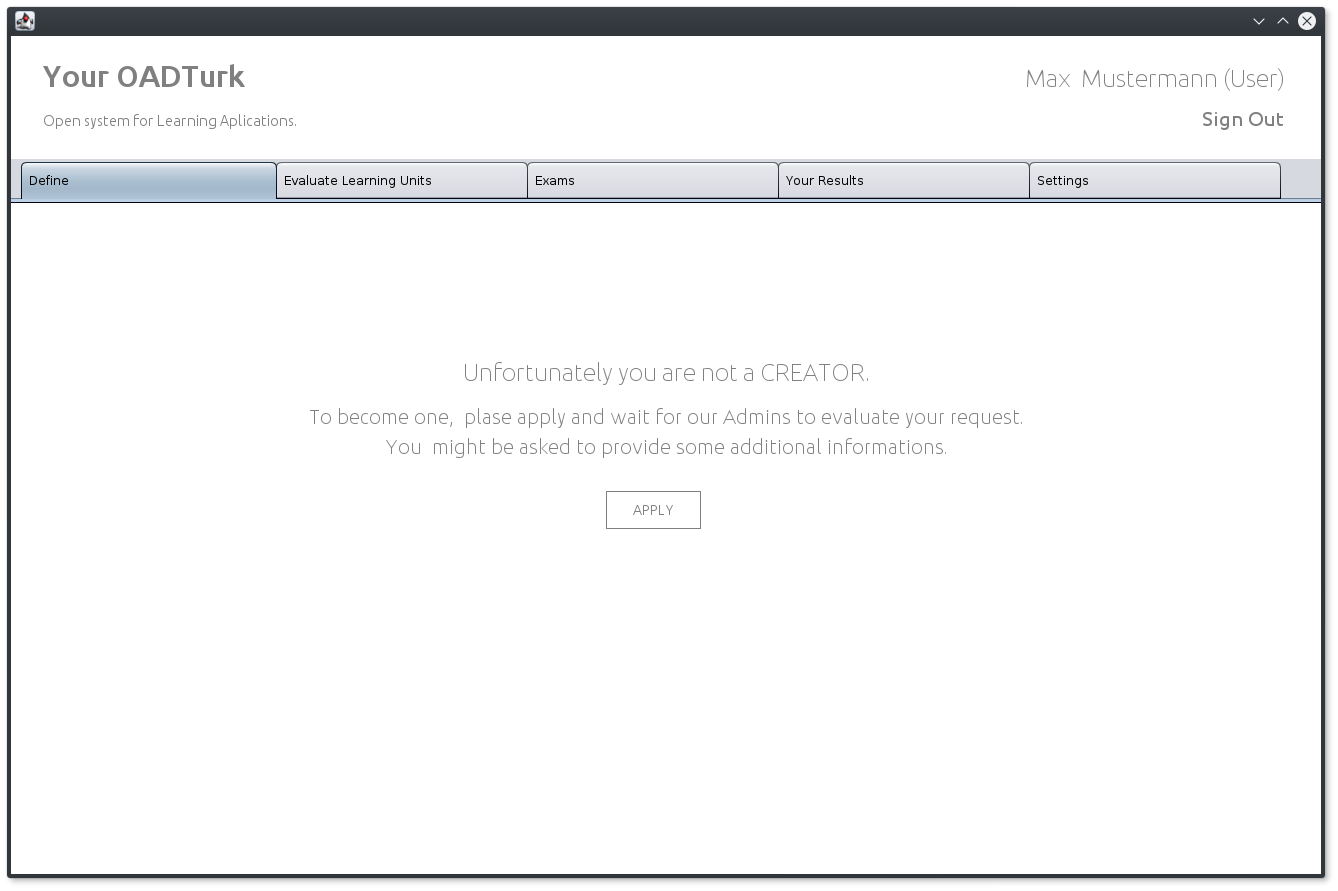 Your OADTurk
Max  Mustermann (User)
Open system for Learning Aplications.
Sign Out
Define
Evaluate Learning Units
Exams
Your Results
Settings
Unfortunately you are not a CREATOR.
To become one,  plase apply and wait for our Admins to evaluate your request.
You  might be asked to provide some additional informations.
APPLY